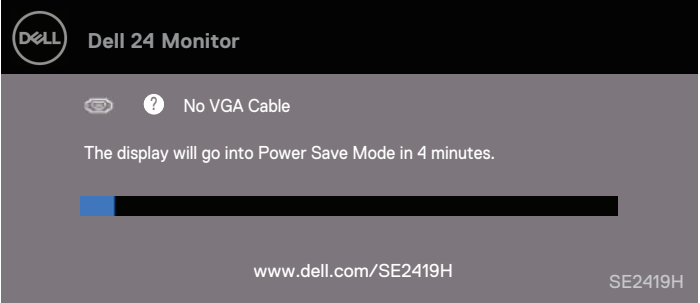 DELL
Dell 24 Monitor
? No VGA Cable
The display will go into Power Save Mode in 4 minutes.
www.dell.com/SE2419H
SE2419H